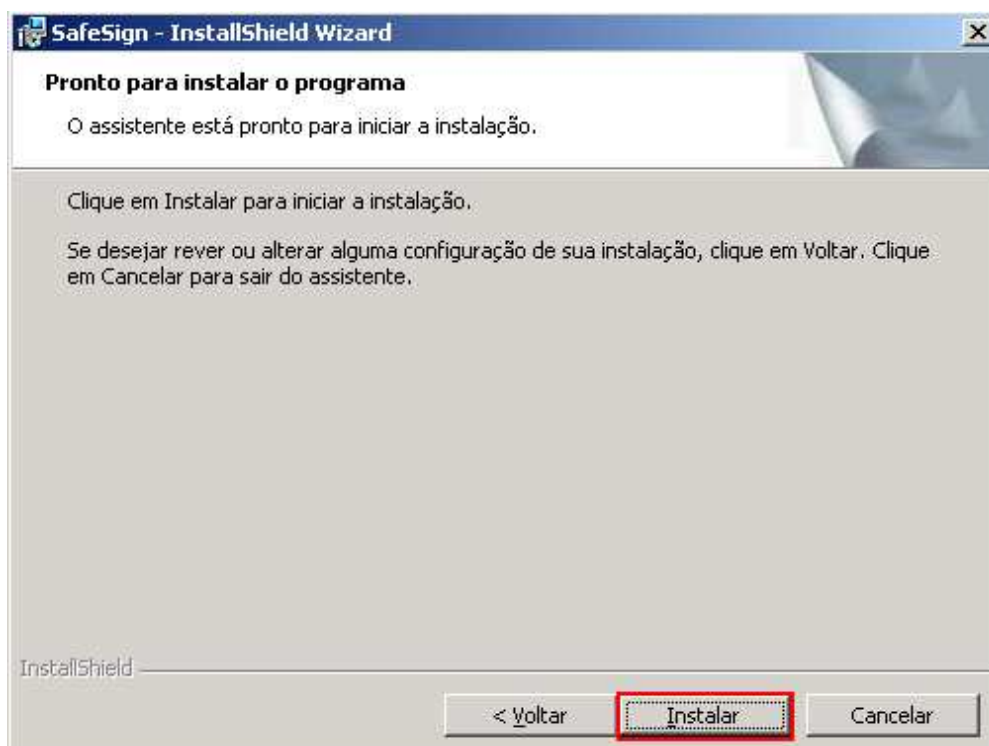 SafeSign - InstallShield Wizard
Pronto para instalar o programa
O assistente está pronto para iniciar a instalação.
Clique em Instalar para iniciar a instalação.
Se desejar rever ou alterar alguma configuração de sua instalação, clique em Voltar. Clique
em Cancelar para sair do assistente.
InstallShield
< Voltar Instalar Cancelar